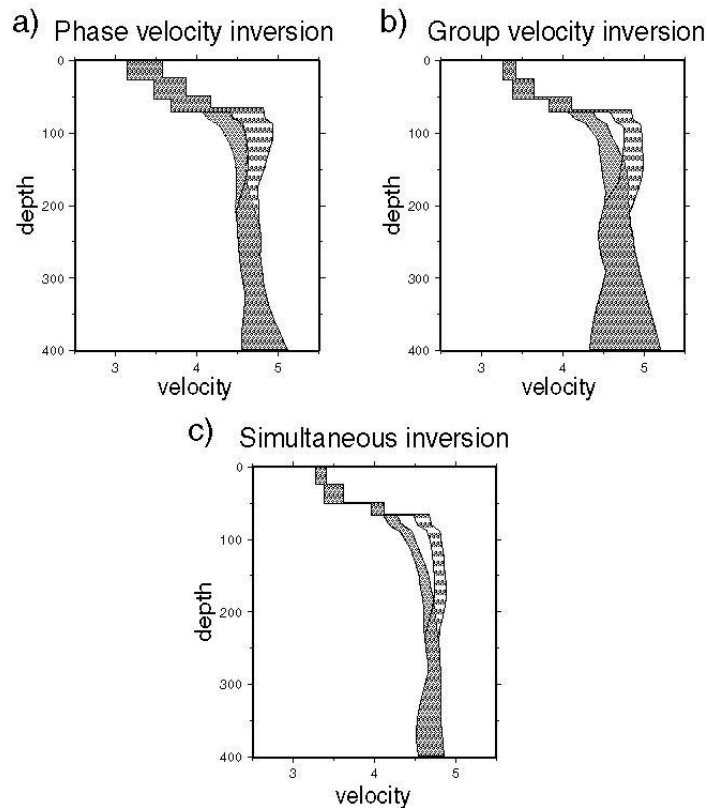 a) Phase velocity inversion
0
100
200
300
400
depth
3 4 5
velocity
b) Group velocity inversion
0
100
200
300
400
depth
3 4 5
velocity
c) Simultaneous inversion
0
100
200
300
400
depth
3 4 5
velocity